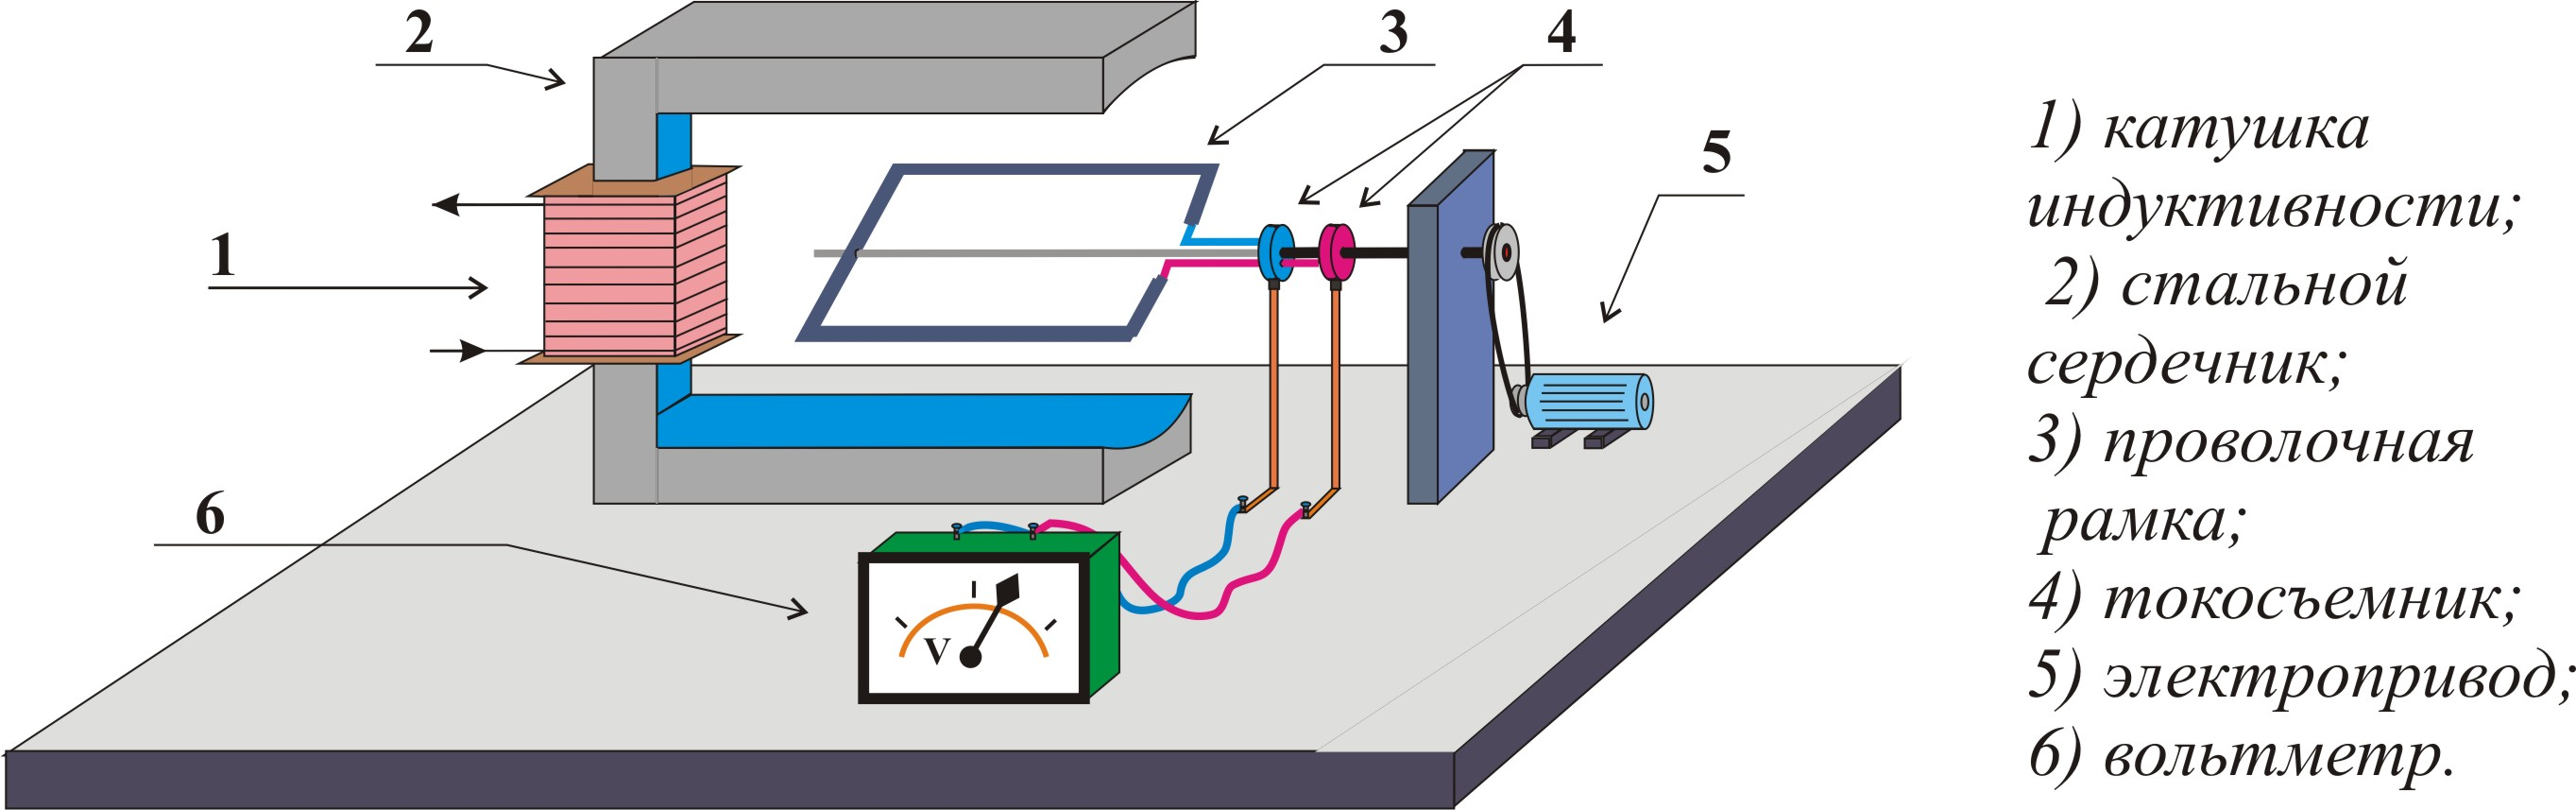 2
3
4
5
1
6
V
1) катушка
индуктивности;
2) стальной
сердечник;
3) проволочная
рамка;
4) токосъемник;
5) электропривод;
6) вольтметр.